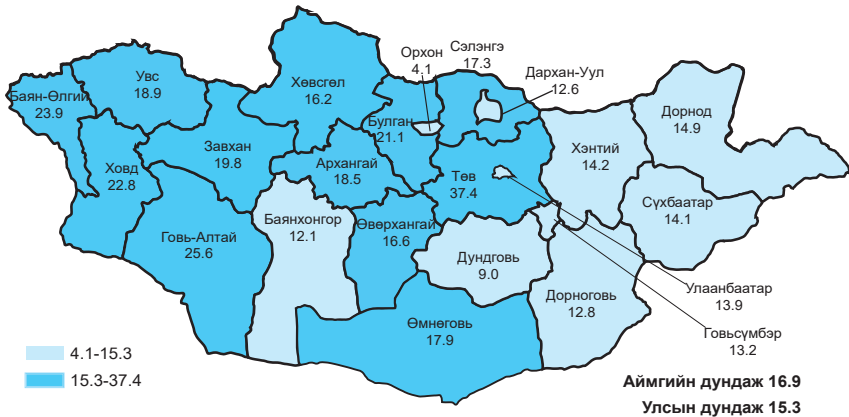 Орхон
4.1
Сэлэнгэ
17.3
Дархан-Уул
12.6
Увс
18.9
Хөвсгөл
16.2
Баян-Өлгий
23.9
Дорнод
14.9
Булган
21.1
Завхан
19.8
Хэнтий
14.2
Ховд
22.8
Архангай
18.5
Төв
37.4
Сүхбаатар
14.1
Баянхонгор
12.1
Өвөрхангай
16.6
Говь-Алтай
25.6
Дундговь
9.0
Улаанбаатар
13.9
Дорноговь
12.8
Өмнөговь
17.9
Говьсүмбэр
13.2
4.1-15.3
15.3-37.4
Аймгийн дундаж 16.9
Улсын дундаж 15.3